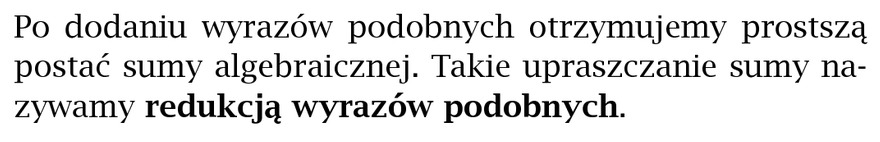 Po dodaniu wyrazów podobnych otrzymujemy prostszą
postać sumy algebraicznej. Takie upraszczanie sumy na-
zywamy redukcją wyrazów podobnych.